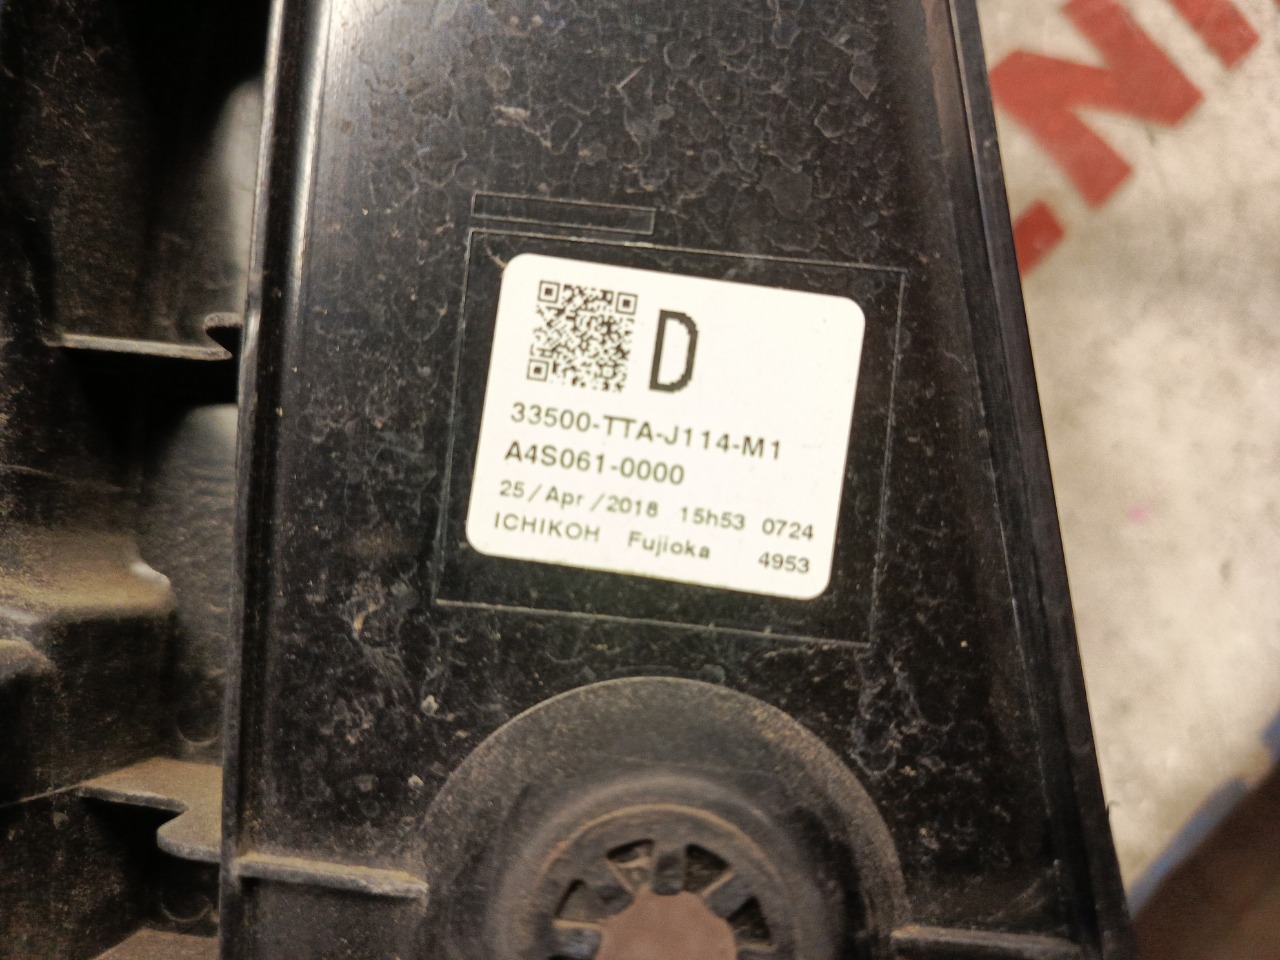 D
33500-TTA-J114-M1
A4S061-0000
25/Apr/2018 15h53 0724
ICHIKOH Fujioka 4953